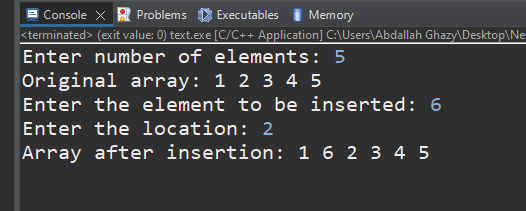 Console Problems Executables Memory
<terminated> (exit value: 0) text.exe [C/C++ Application] C:\Users\Abdallah Ghazy\Desktop\Ne
Enter number of elements: 5
Original array: 1 2 3 4 5
Enter the element to be inserted: 6
Enter the location: 2
Array after insertion: 1 6 2 3 4 5